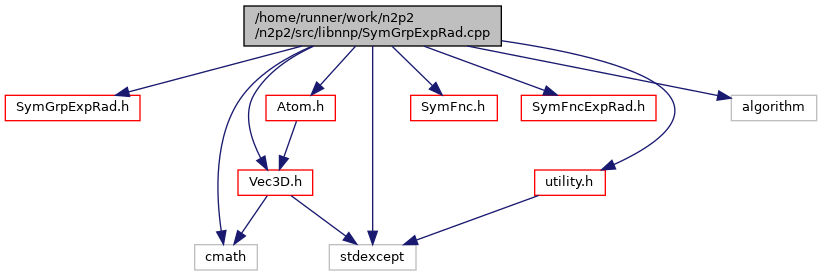 /home/runner/work/n2p2
/n2p2/src/libnnp/SymGrpExpRad.cpp
SymGrpExpRad.h
Atom.h
SymFnc.h
SymFncExpRad.h
algorithm
Vec3D.h
utility.h
cmath
stdexcept